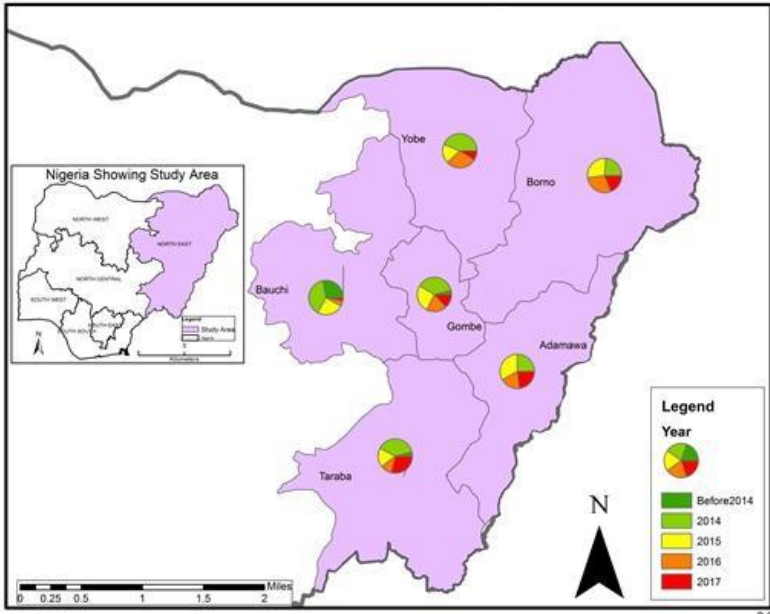 Nigeria Showing Study Area
NORTH WEST
NORTH EAST
NORTH CENTRAL
SOUTH WEST
SOUTH EAST
SOUTH SOUTH
N
Legend
Study Area
Kilometers
Yobe
Borno
Bauchi
Gombe
Adamawa
Taraba
Legend
Year
Before2014
2014
2015
2016
2017
N
Miles
0 0.25 0.5 1 1.5 2